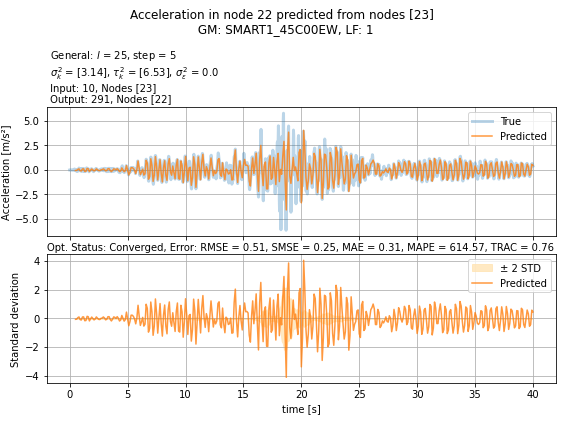 Acceleration in node 22 predicted from nodes [23]
GM: SMART1_45C00EW, LF: 1
General: l = 25, step = 5
σ²ₖ = [3.14], τ²ₖ = [6.53], σ²ε = 0.0
Input: 10, Nodes [23]
Output: 291, Nodes [22]
Acceleration [m/s²]
5.0
2.5
0.0
−2.5
−5.0
True
Predicted
Opt. Status: Converged, Error: RMSE = 0.51, SMSE = 0.25, MAE = 0.31, MAPE = 614.57, TRAC = 0.76
Standard deviation
4
2
0
−2
−4
± 2 STD
Predicted
0 5 10 15 20 25 30 35 40
time [s]